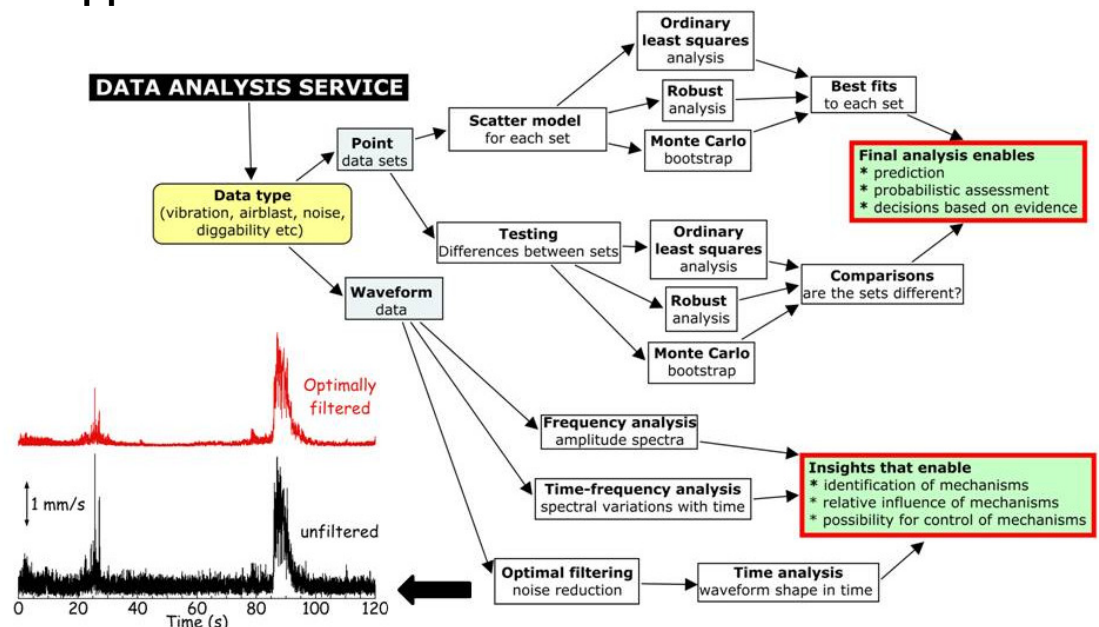 DATA ANALYSIS SERVICE
Data type
(vibration, airblast, noise,
diggability etc)
Point
data sets
Scatter model
for each set
Ordinary
least squares
analysis
Robust
analysis
Monte Carlo
bootstrap
Best fits
to each set
Final analysis enables
* prediction
* probabilistic assessment
* decisions based on evidence
Testing
Differences between sets
Ordinary
least squares
analysis
Robust
analysis
Monte Carlo
bootstrap
Comparisons
are the sets different?
Waveform
data
Frequency analysis
amplitude spectra
Time-frequency analysis
spectral variations with time
Optimal filtering
noise reduction
Time analysis
waveform shape in time
Insights that enable
* identification of mechanisms
* relative influence of mechanisms
* possibility for control of mechanisms
Optimally
filtered
1 mm/s
unfiltered
0 20 40 60 80 100 120
Time (s)